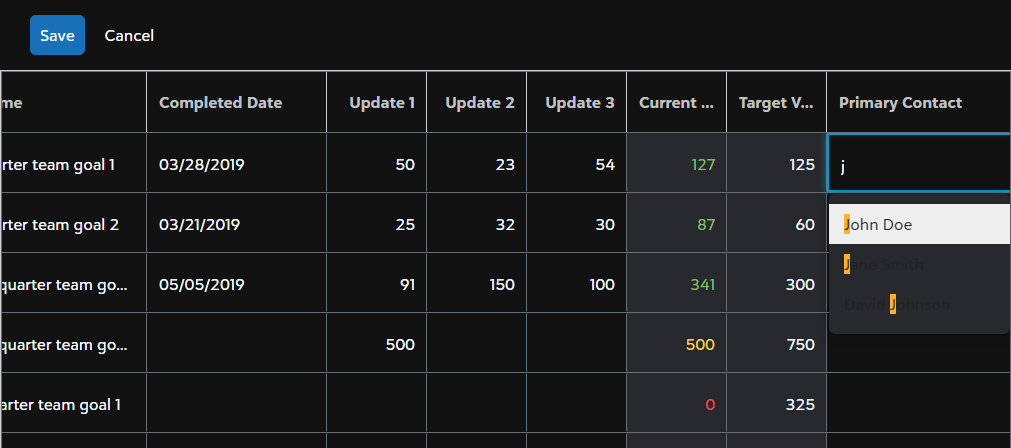 Save Cancel
me Completed Date Update 1 Update 2 Update 3 Current ... Target V... Primary Contact
rter team goal 1 03/28/2019 50 23 54 127 125 j
rter team goal 2 03/21/2019 25 32 30 87 60 John Doe
quarter team go... 05/05/2019 91 150 100 341 300 Jane Smith
David Johnson
quarter team go... 500 500 750
arter team goal 1 0 325